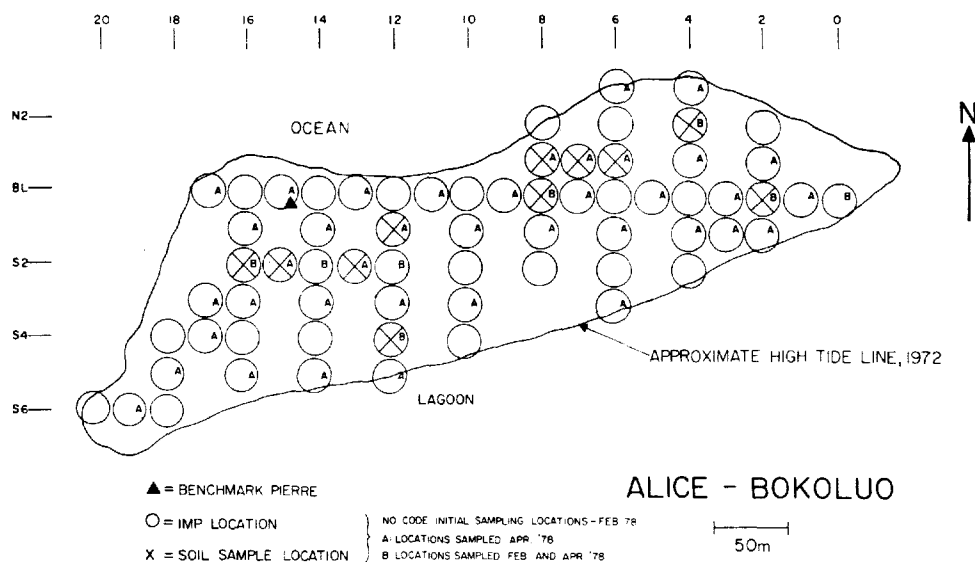 20 18 16 14 12 10 8 6 4 2 0
A A
N2 B
OCEAN
N
A A A A A
BL A A A A A B A A A B A B
A A A A A A A A A
S2 B A B A B
A A A A A A
S4 A B
APPROXIMATE HIGH TIDE LINE, 1972
A A A A
LAGOON
S6 A
▲ = BENCHMARK PIERRE
ALICE - BOKOLUO
○ = IMP LOCATION
X = SOIL SAMPLE LOCATION
NO CODE INITIAL SAMPLING LOCATIONS - FEB 78
A: LOCATIONS SAMPLED APR '78
B LOCATIONS SAMPLED FEB AND APR '78
50m